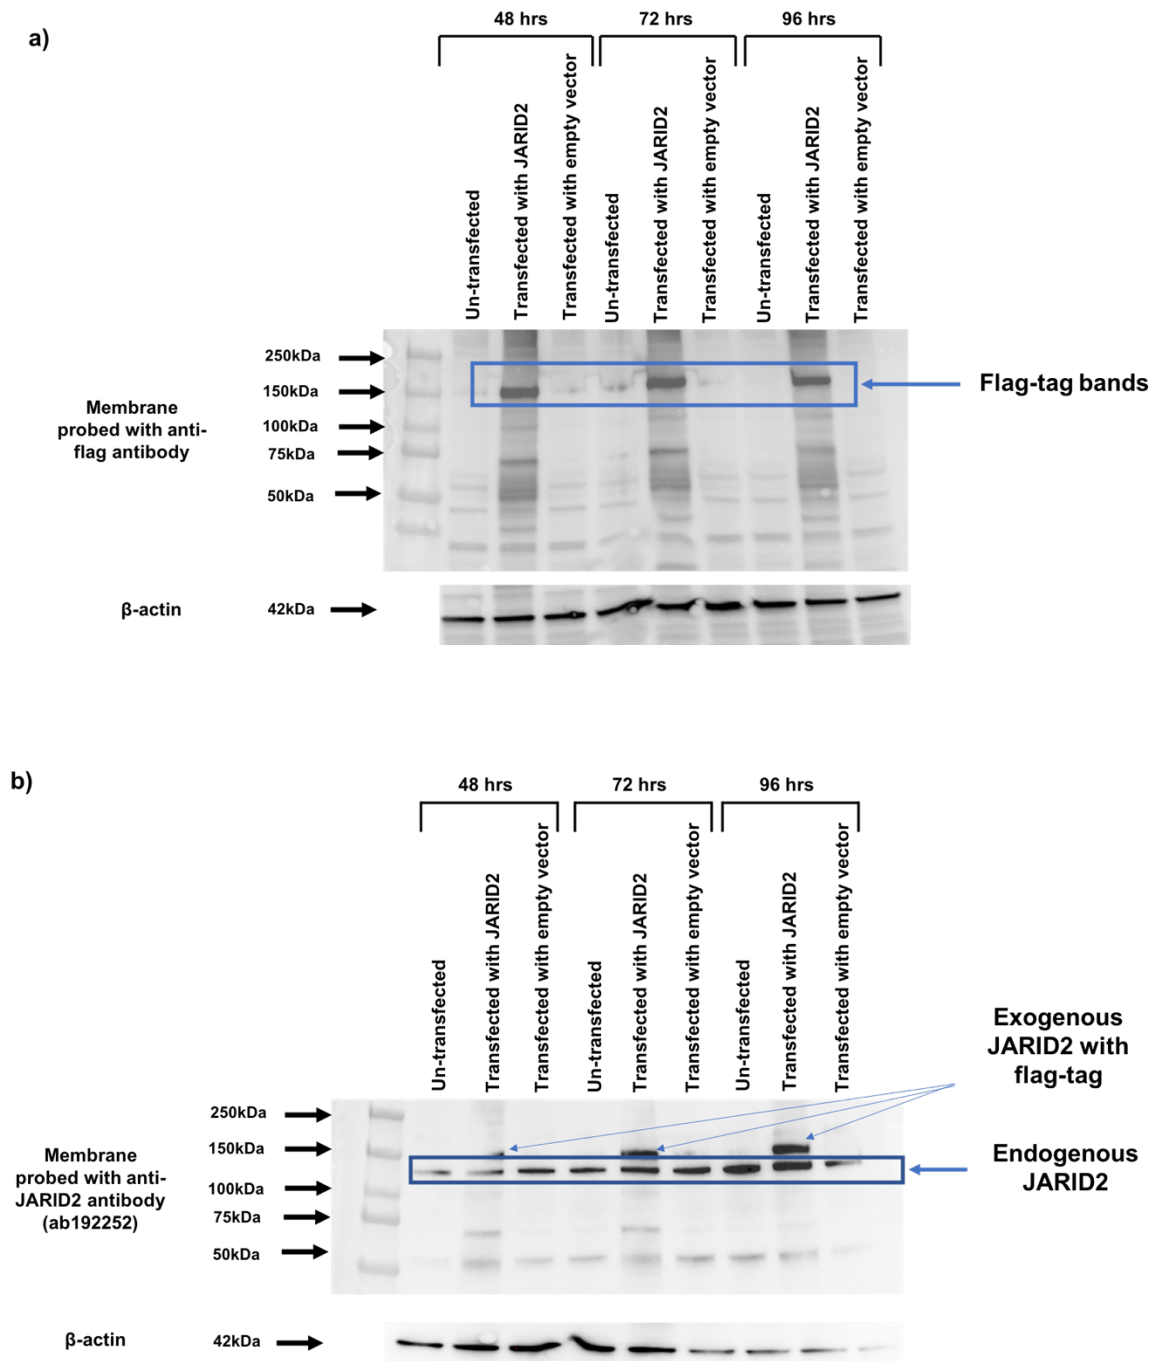 a)
48 hrs
72 hrs
96 hrs
Un-transfected
Transfected with JARID2
Transfected with empty vector
Un-transfected
Transfected with JARID2
Transfected with empty vector
Un-transfected
Transfected with JARID2
Transfected with empty vector
250kDa
150kDa
100kDa
75kDa
50kDa
Membrane
probed with anti-
flag antibody
Flag-tag bands
β-actin
42kDa
b)
48 hrs
72 hrs
96 hrs
Un-transfected
Transfected with JARID2
Transfected with empty vector
Un-transfected
Transfected with JARID2
Transfected with empty vector
Un-transfected
Transfected with JARID2
Transfected with empty vector
Exogenous
JARID2 with
flag-tag
250kDa
150kDa
100kDa
75kDa
50kDa
Membrane
probed with anti-
JARID2 antibody
(ab192252)
Endogenous
JARID2
β-actin
42kDa